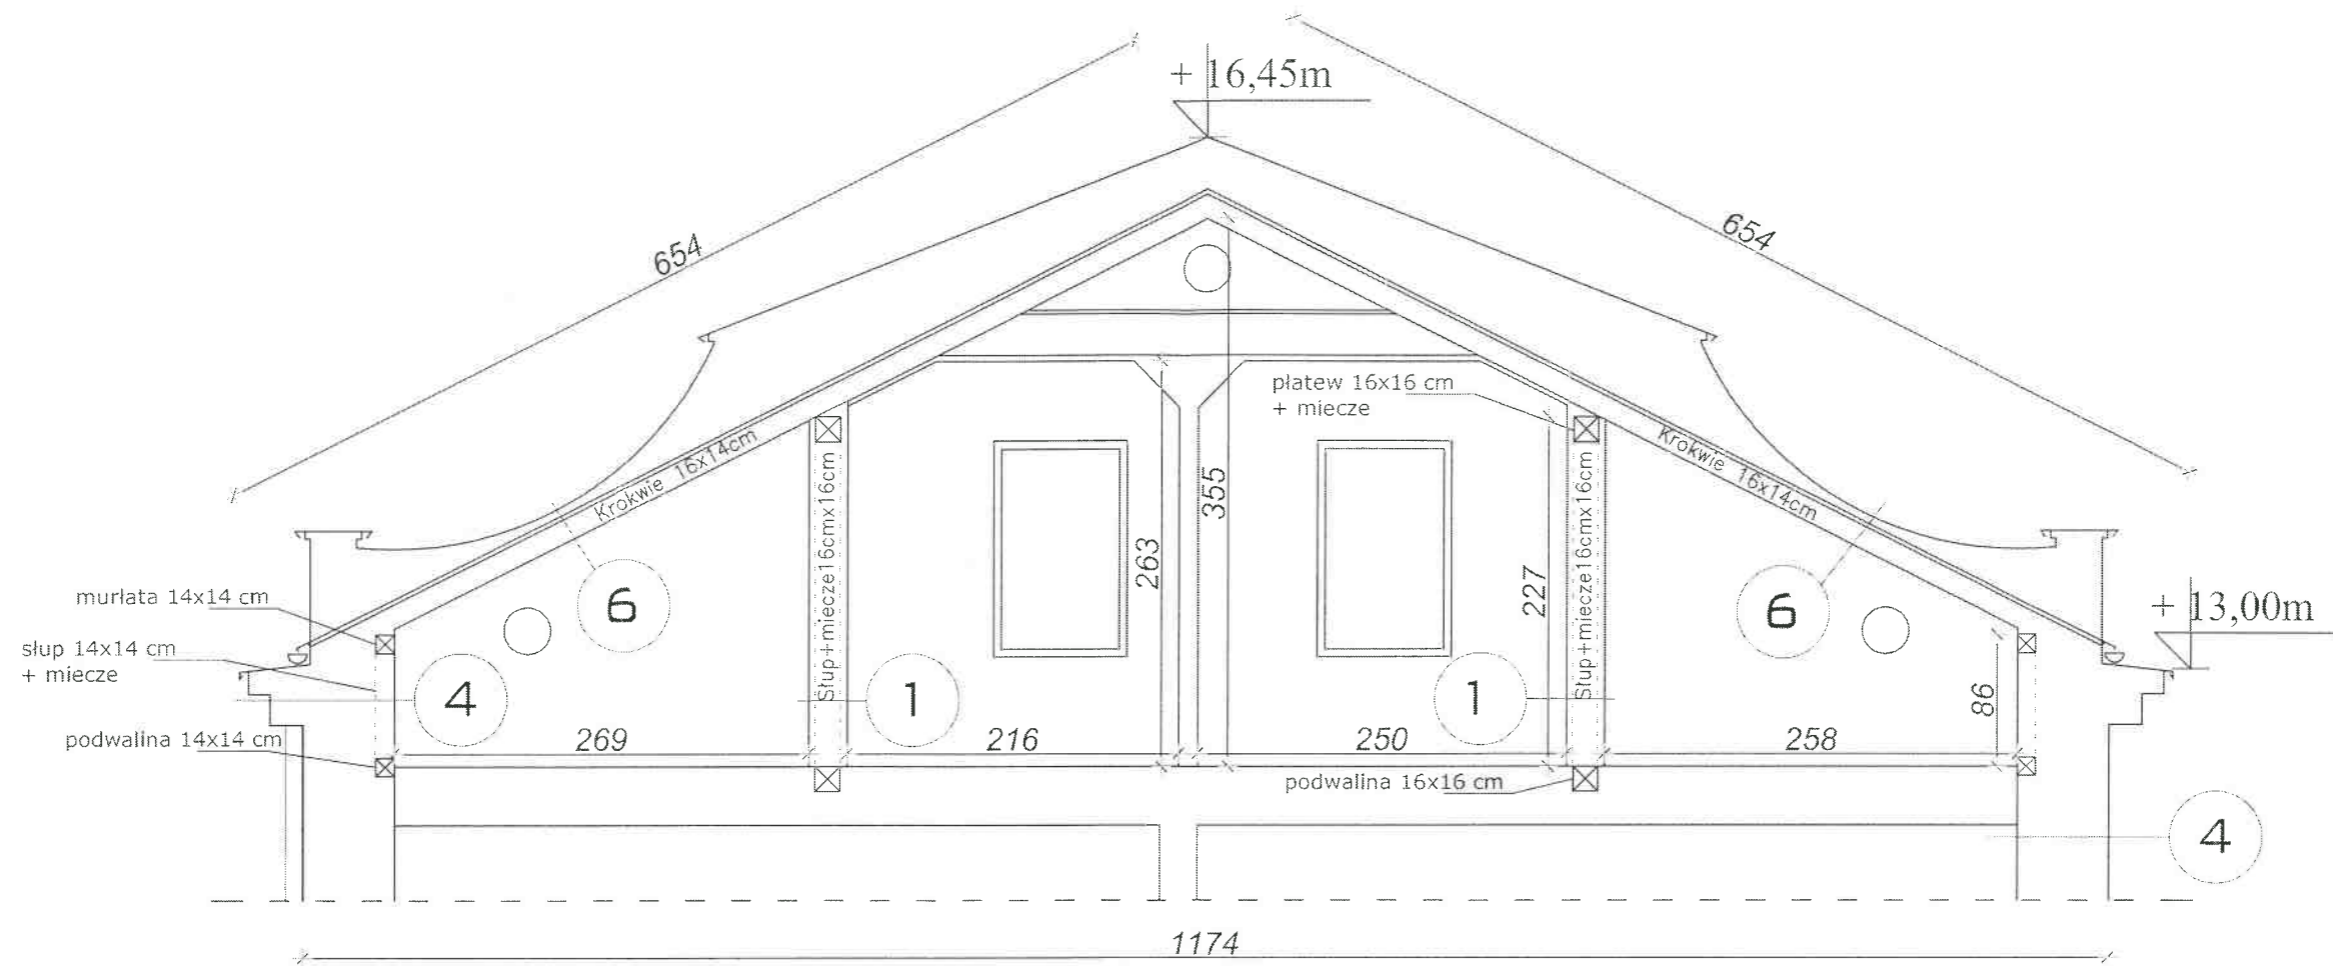 + 16,45m
654
654
płatew 16x16 cm
+ miecze
Krokwie 16x14cm
Krokwie 16x14cm
Słup+miecze16cmx16cm
Słup+miecze16cmx16cm
355
263
227
86
6
6
murłata 14x14 cm
słup 14x14 cm
+ miecze
+ 13,00m
4
1
1
podwalina 14x14 cm
269
216
250
258
podwalina 16x16 cm
4
1174